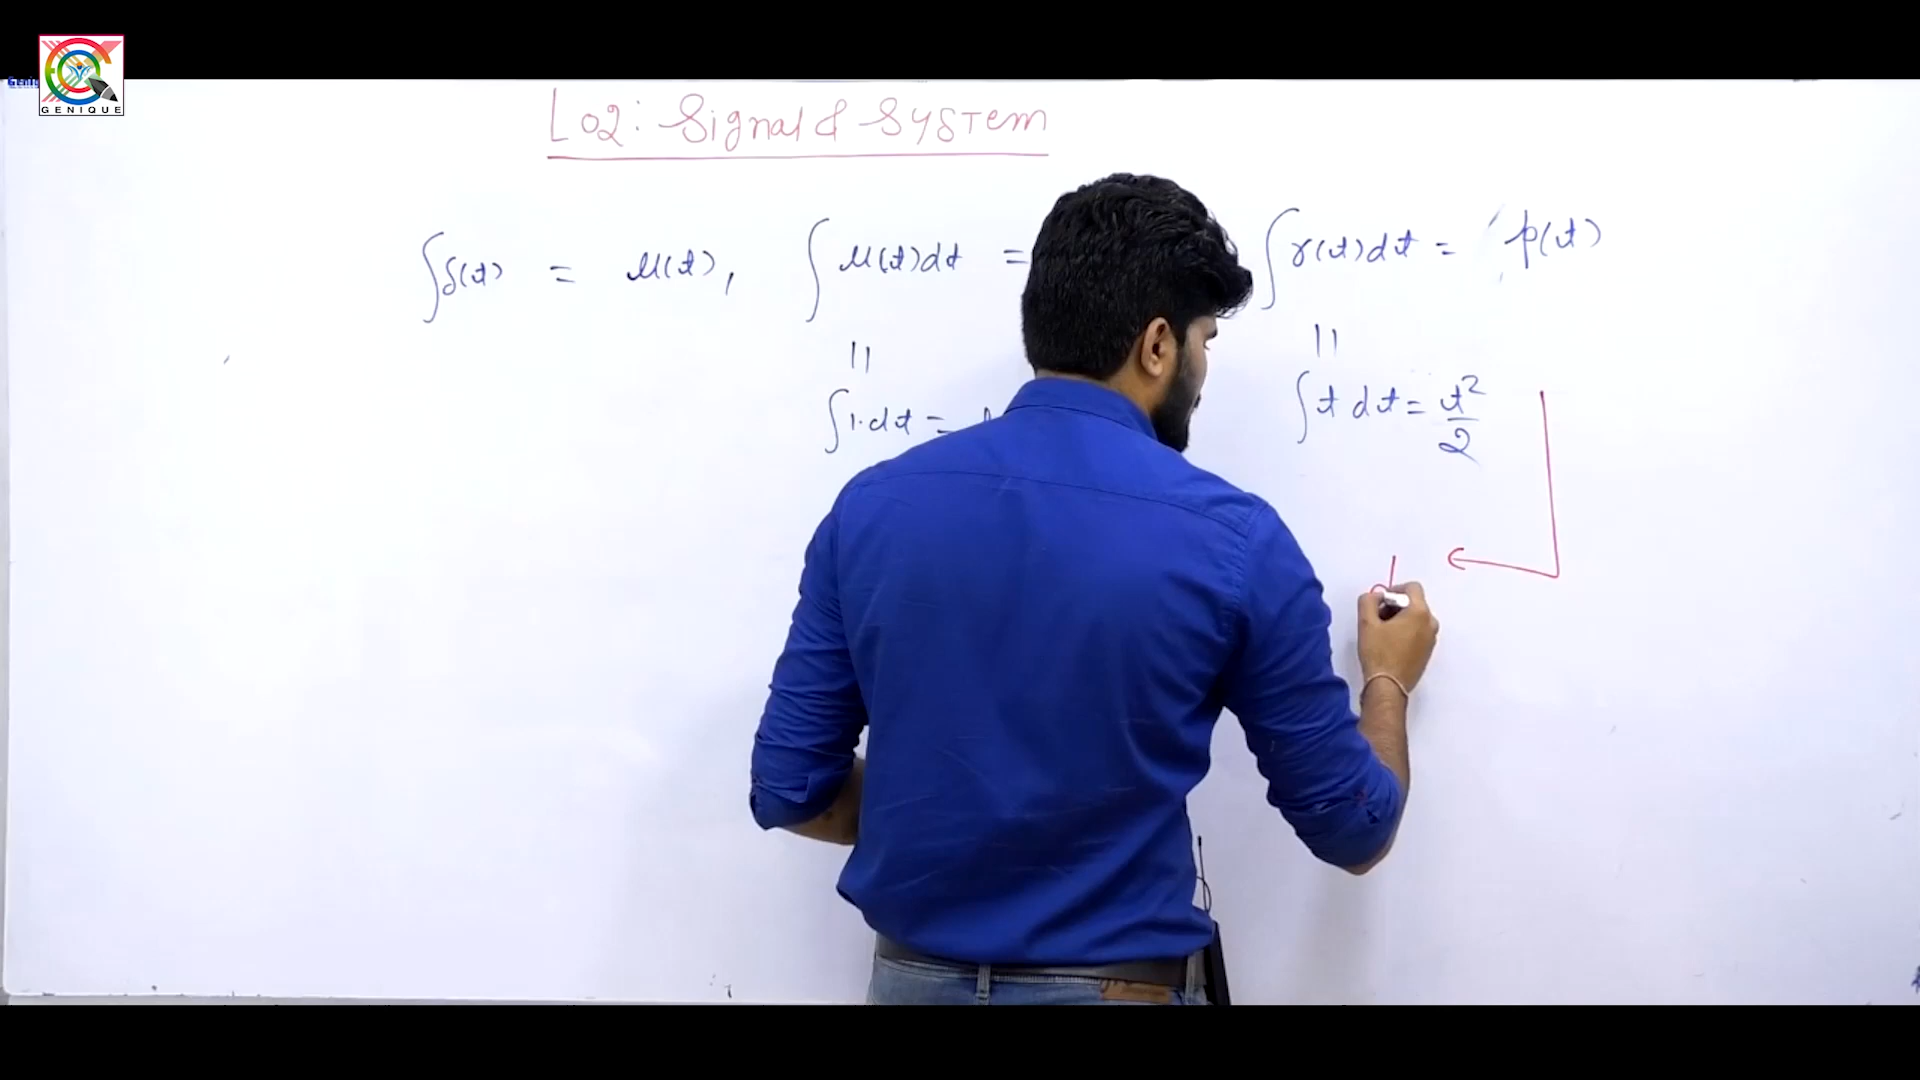 GENIQUE
L02: Signal & System
∫δ(t) = u(t), ∫u(t)dt = ∫r(t)dt = p(t)
|| ||
∫1.dt = ∫t dt = t²/2
d